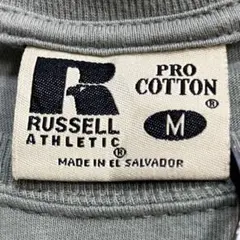 R
RUSSELL
ATHLETIC®
PRO
COTTON®
M
MADE IN EL SALVADOR